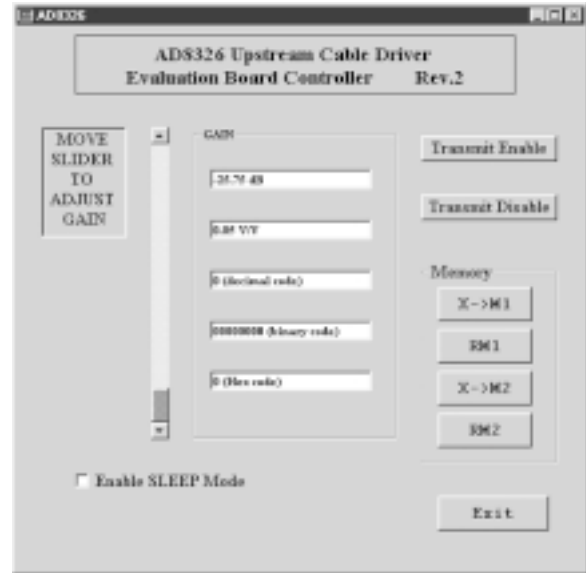 AD8326
AD8326 Upstream Cable Driver
Evaluation Board Controller Rev.2
MOVE
SLIDER
TO
ADJUST
GAIN
GAIN
-25.75 dB
0.05 V/V
0 (decimal code)
00000000 (binary code)
0 (Hex code)
Transmit Enable
Transmit Disable
Memory
X->M1
RM1
X->M2
RM2
Enable SLEEP Mode
Exit